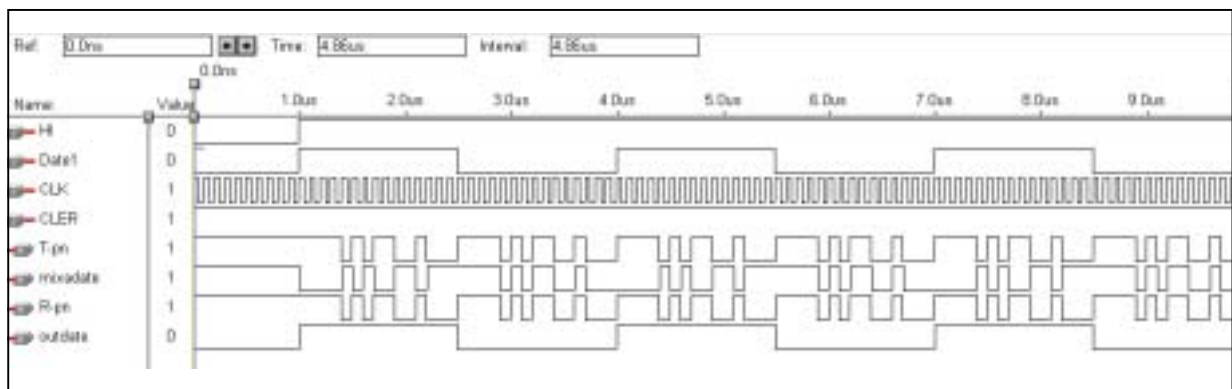 Ref: 0.0ns Time: 4.86us Interval: 4.86us
0.0ns
Name: Value 1.0us 2.0us 3.0us 4.0us 5.0us 6.0us 7.0us 8.0us 9.0us
HI 0
Date1 0
CLK 1
CLER 1
T-pn 1
mixadate 1
R-pn 1
outdate 0